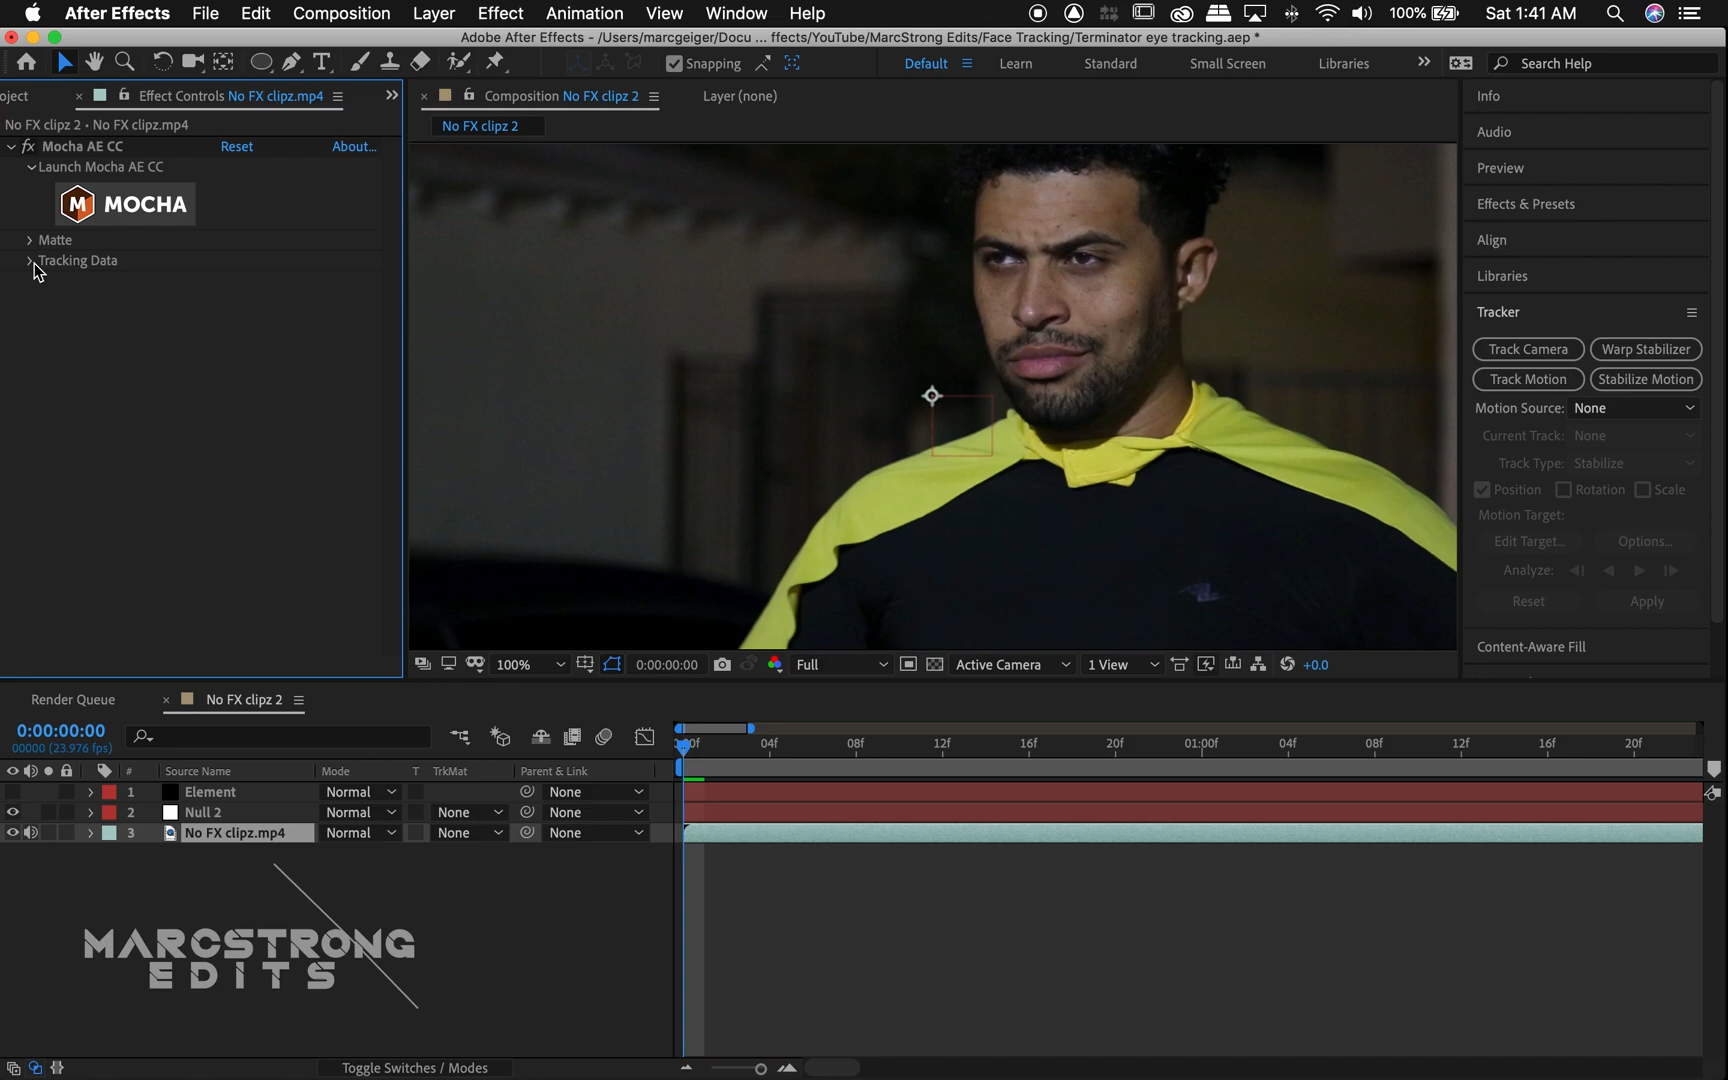 After Effects File Edit Composition Layer Effect Animation View Window Help 100% Sat 1:41 AM
Adobe After Effects - /Users/marcgeiger/Docu ... ffects/YouTube/MarcStrong Edits/Face Tracking/Terminator eye tracking.aep *
Snapping Default Learn Standard Small Screen Libraries Search Help
oject Effect Controls No FX clipz.mp4 Composition No FX clipz 2 Layer (none) Info
No FX clipz 2 • No FX clipz.mp4 No FX clipz 2
Audio
fx Mocha AE CC Reset About...
Launch Mocha AE CC Preview
M MOCHA Effects & Presets
Matte Align
Tracking Data
Libraries
Tracker
Track Camera Warp Stabilizer
Track Motion Stabilize Motion
Motion Source: None
Current Track: None
Track Type: Stabilize
Position Rotation Scale
Motion Target:
Edit Target... Options...
Analyze:
Reset Apply
Content-Aware Fill
100% 0:00:00:00 Full Active Camera 1 View +0.0
Render Queue No FX clipz 2
0:00:00:00
00000 (23.976 fps)
:00f 04f 08f 12f 16f 20f 01:00f 04f 08f 12f 16f 20f
# Source Name Mode T TrkMat Parent & Link
1 Element Normal None
2 Null 2 Normal None None
3 No FX clipz.mp4 Normal None None
MARCSTRONG
EDITS
Toggle Switches / Modes